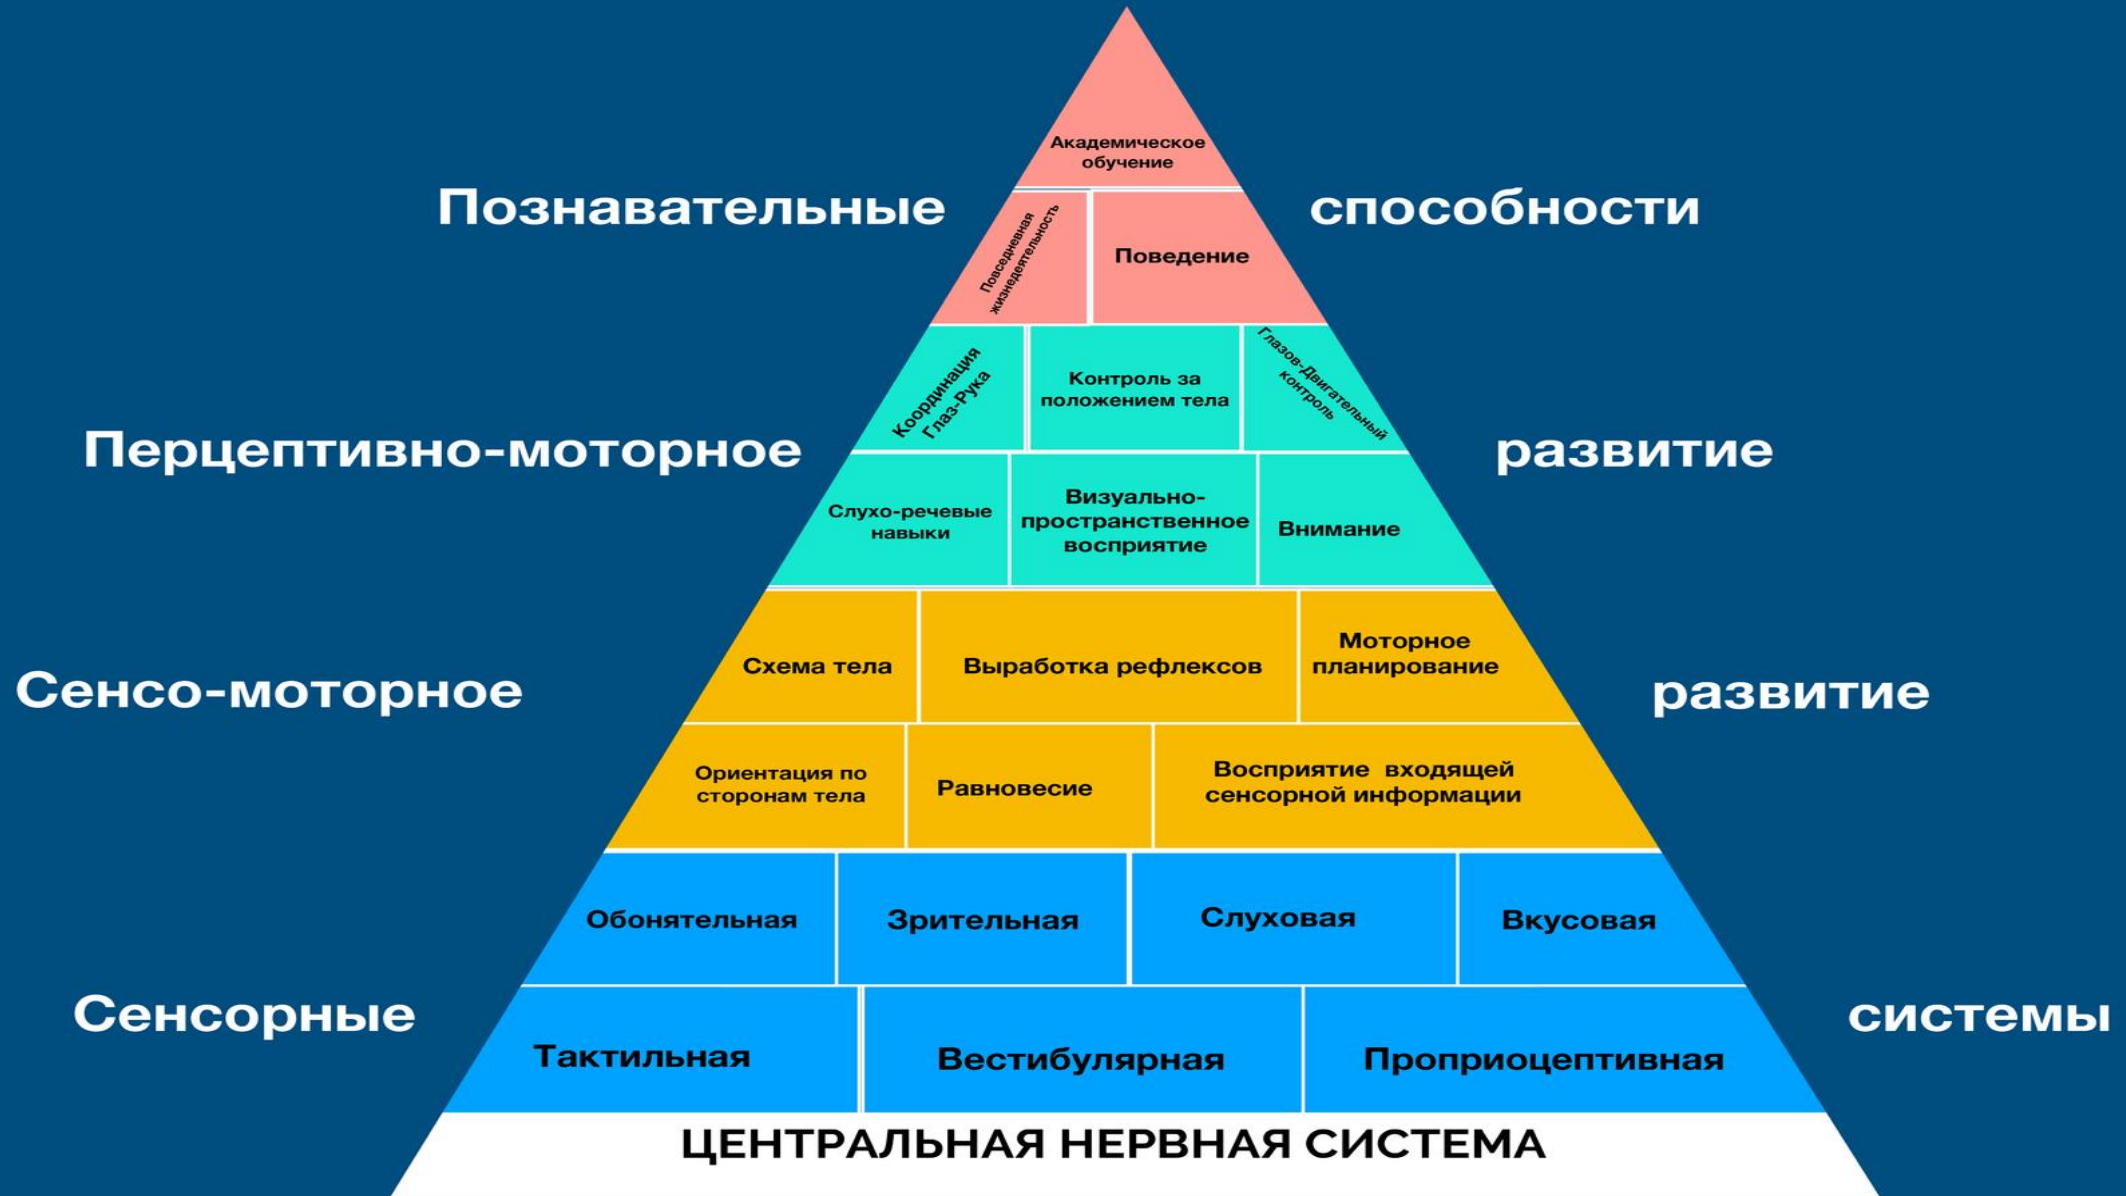 Академическое
обучение
Познавательные
способности
Повседневная
жизнедеятельность
Поведение
Координация
Глаз-Рука
Контроль за
положением тела
Глазов-Двигательный
контроль
Перцептивно-моторное
развитие
Слухо-речевые
навыки
Визуально-
пространственное
восприятие
Внимание
Сенсо-моторное
развитие
Схема тела
Выработка рефлексов
Моторное
планирование
Ориентация по
сторонам тела
Равновесие
Восприятие входящей
сенсорной информации
Обонятельная
Зрительная
Слуховая
Вкусовая
Сенсорные
системы
Тактильная
Вестибулярная
Проприоцептивная
ЦЕНТРАЛЬНАЯ НЕРВНАЯ СИСТЕМА